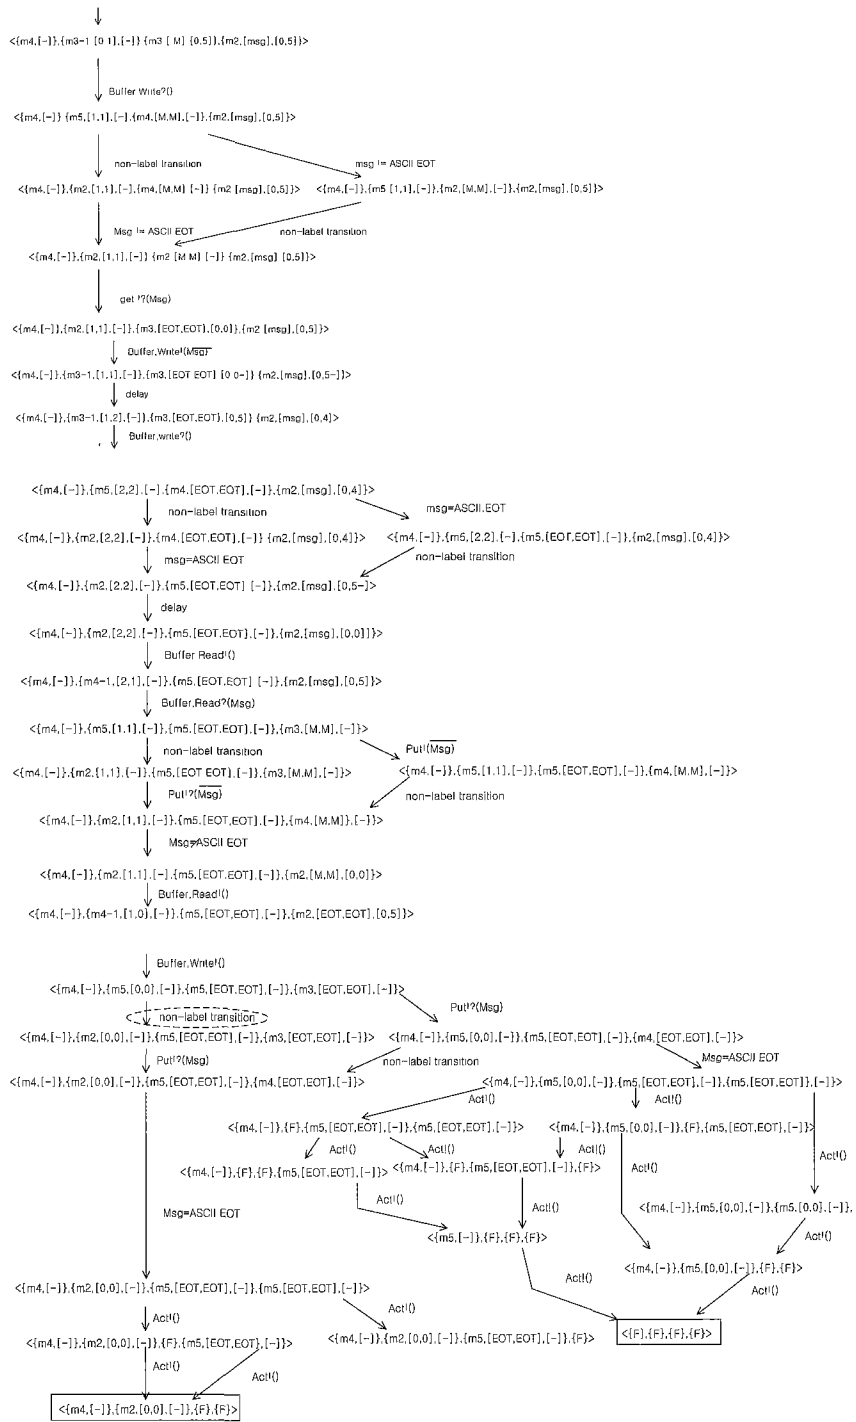 <{m4,[-]},{m3-1 [0 1],[-]} {m3 [ M] {0,5]},{m2,[msg],[0,5]}>
Buffer Write?()
<{m4,[-]} {m5,[1,1],[-],{m4,[M,M],[-]},{m2,[msg],[0,5]}>
non-label transition
msg != ASCII EOT
<{m4,[-]},{m2,[1,1],[-],{m4,[M,M] [-]} {m2 [msg],[0,5]}>
<{m4,[-]},{m5 [1,1],[-]},{m2,[M,M],[-]},{m2,[msg],[0,5]}>
Msg != ASCII EOT
non-label transition
<{m4,[-]},{m2,[1,1],[-]} {m2 [M M] [-]} {m2,[msg] [0,5]}>
get !?(Msg)
<{m4,[-]},{m2,[1,1],[-]},{m3,[EOT,EOT],[0,0]},{m2 [msg],[0,5]}>
Buffer,Write!(Msg)
<{m4,[-]},{m3-1,[1,1],[-]},{m3,[EOT EOT] [0 0-]} {m2,[msg],[0,5-]}>
delay
<{m4,[-]},{m3-1,[1,2],[-]},{m3,[EOT,EOT],[0,5]} {m2,[msg],[0,4]>
Buffer,write?()
<{m4,[-]},{m5,[2,2],[-],{m4,[EOT,EOT],[-]},{m2,[msg],[0,4]}>
non-label transition
msg=ASCII.EOT
<{m4,[-]},{m2,[2,2],[-]},{m4,[EOT,EOT],[-]} {m2,[msg],[0,4]}>
<{m4,[-]},{m5,[2,2],[-],{m5,[EOT,EOT],[-]},{m2,[msg],[0,4]}>
msg=ASCII EOT
non-label transition
<{m4,[-]},{m2,[2,2],[-]},{m5,[EOT,EOT] [-]},{m2,[msg],[0,5-]>
delay
<{m4,[-]},{m2,[2,2],[-]},{m5,[EOT,EOT],[-]},{m2,[msg],[0,0]]}>
Buffer Read!()
<{m4,[-]},{m4-1,[2,1],[-]},{m5,[EOT,EOT] [-]},{m2,[msg],[0,5]}>
Buffer,Read?(Msg)
<{m4,[-]},{m5,[1,1],[-]},{m5,[EOT,EOT],[-]},{m3,[M,M],[-]>
non-label transition
Put!(Msg)
<{m4,[-]},{m2,[1,1],[-]},{m5,[EOT EOT],[-]},{m3,[M,M],[-]}>
<{m4,[-]},{m5,[1,1],[-]},{m5,[EOT,EOT],[-]},{m4,[M,M],[-]}>
Put!?(Msg)
non-label transition
<{m4,[-]},{m2,[1,1],[-]},{m5,[EOT,EOT],[-]},{m4,[M,M]},[-]}>
Msg≠ASCII EOT
<{m4,[-]},{m2,[1,1],[-],{m5,[EOT,EOT],[-]},{m2,[M,M],[0,0]}>
Buffer,Read!()
<{m4,[-]},{m4-1,[1,0],[-]},{m5,[EOT,EOT],[-]},{m2,[EOT,EOT],[0,5]}>
Buffer,Write!()
<{m4,[-]},{m5,[0,0],[-]},{m5,[EOT,EOT],[-]},{m3,[EOT,EOT],[-]}>
non-label transition
Put!?(Msg)
<{m4,[-]},{m2,[0,0],[-]},{m5,[EOT,EOT],[-]},{m3,[EOT,EOT],[-]}>
<{m4,[-]},{m5,[0,0],[-]},{m5,[EOT,EOT],[-]},{m4,[EOT,EOT],[-]}>
Put!?(Msg)
non-label transition
Msg=ASCII EOT
<{m4,[-]},{m2,[0,0],[-]},{m5,[EOT,EOT],[-]},{m4,[EOT,EOT],[-]}>
<{m4,[-]},{m5,[0,0],[-]},{m5,[EOT,EOT],[-]},{m5,[EOT,EOT]},[-]}>
Act!()
Act!()
<{m4,[-]},{F},{m5,[EOT,EOT],[-]},{m5,[EOT,EOT],[-]}>
<{m4,[-]},{m5,[0,0],[-]},{F},{m5,[EOT,EOT],[-]}>
Act!()
Act!()
Act!()
Act!()
<{m4,[-]},{F},{F},{m5,[EOT,EOT],[-]}>
<{m4,[-]},{F},{m5,[EOT,EOT],[-]},{F}>
Act!()
Act!()
Act!()
<{m4,[-]},{m5,[0,0],[-]},{m5,[0,0],[-],
Msg=ASCII EOT
<{m5,[-]},{F},{F},{F}>
Act!()
<{m4,[-]},{m5,[0,0],[-]},{F},{F}>
<{m4,[-]},{m2,[0,0],[-]},{m5,[EOT,EOT],[-]},{m5,[EOT,EOT],[-]}>
Act!()
Act!()
Act!()
Act!()
<{m4,[-]},{m2,[0,0],[-]},{F},{m5,[EOT,EOT],[-]}>
<{m4,[-]},{m2,[0,0],[-]},{m5,[EOT,EOT],[-]},{F}>
<{F},{F},{F},{F}>
Act!()
Act!()
<{m4,[-]},{m2,[0,0],[-]},{F},{F}>